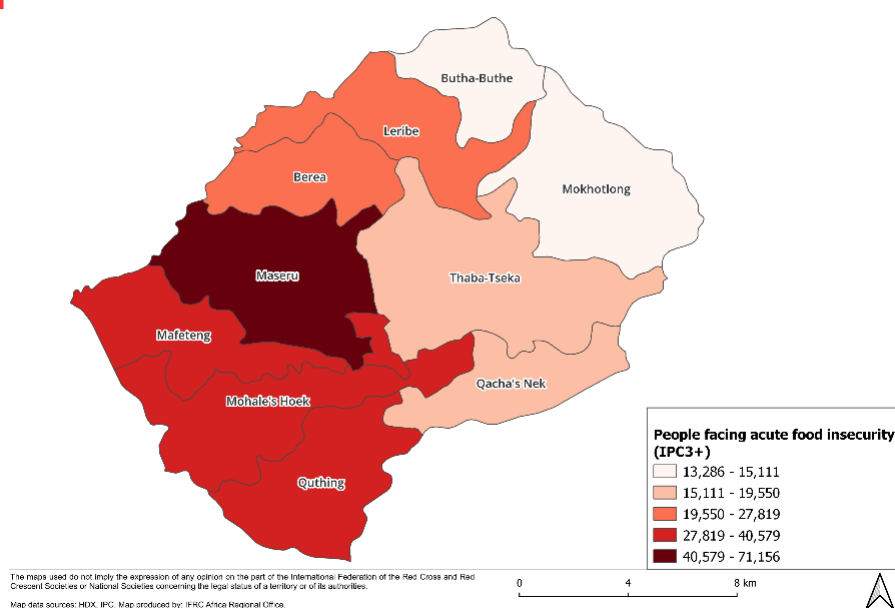 Butha-Buthe
Leribe
Berea
Mokhotlong
Maseru
Thaba-Tseka
Mafeteng
Qacha's Nek
Mohale's Hoek
Quthing
People facing acute food insecurity
(IPC3+)
13,286 - 15,111
15,111 - 19,550
19,550 - 27,819
27,819 - 40,579
40,579 - 71,156
The maps used do not imply the expression of any opinion on the part of the International Federation of the Red Cross and Red
Crescent Societies or National Societies concerning the legal status of a territory or of its authorities.
0 4 8 km
Map data sources: HDX, IPC. Map produced by: IFRC Africa Regional Office.